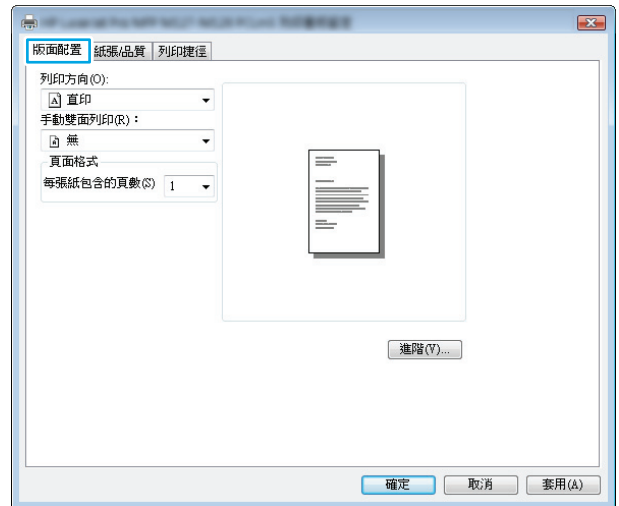 版面配置 紙張/品質 列印捷徑
列印方向(O):
直印
手動雙面列印(R):
無
頁面格式
每張紙包含的頁數(S) 1
進階(V)...
確定 取消 套用(A)